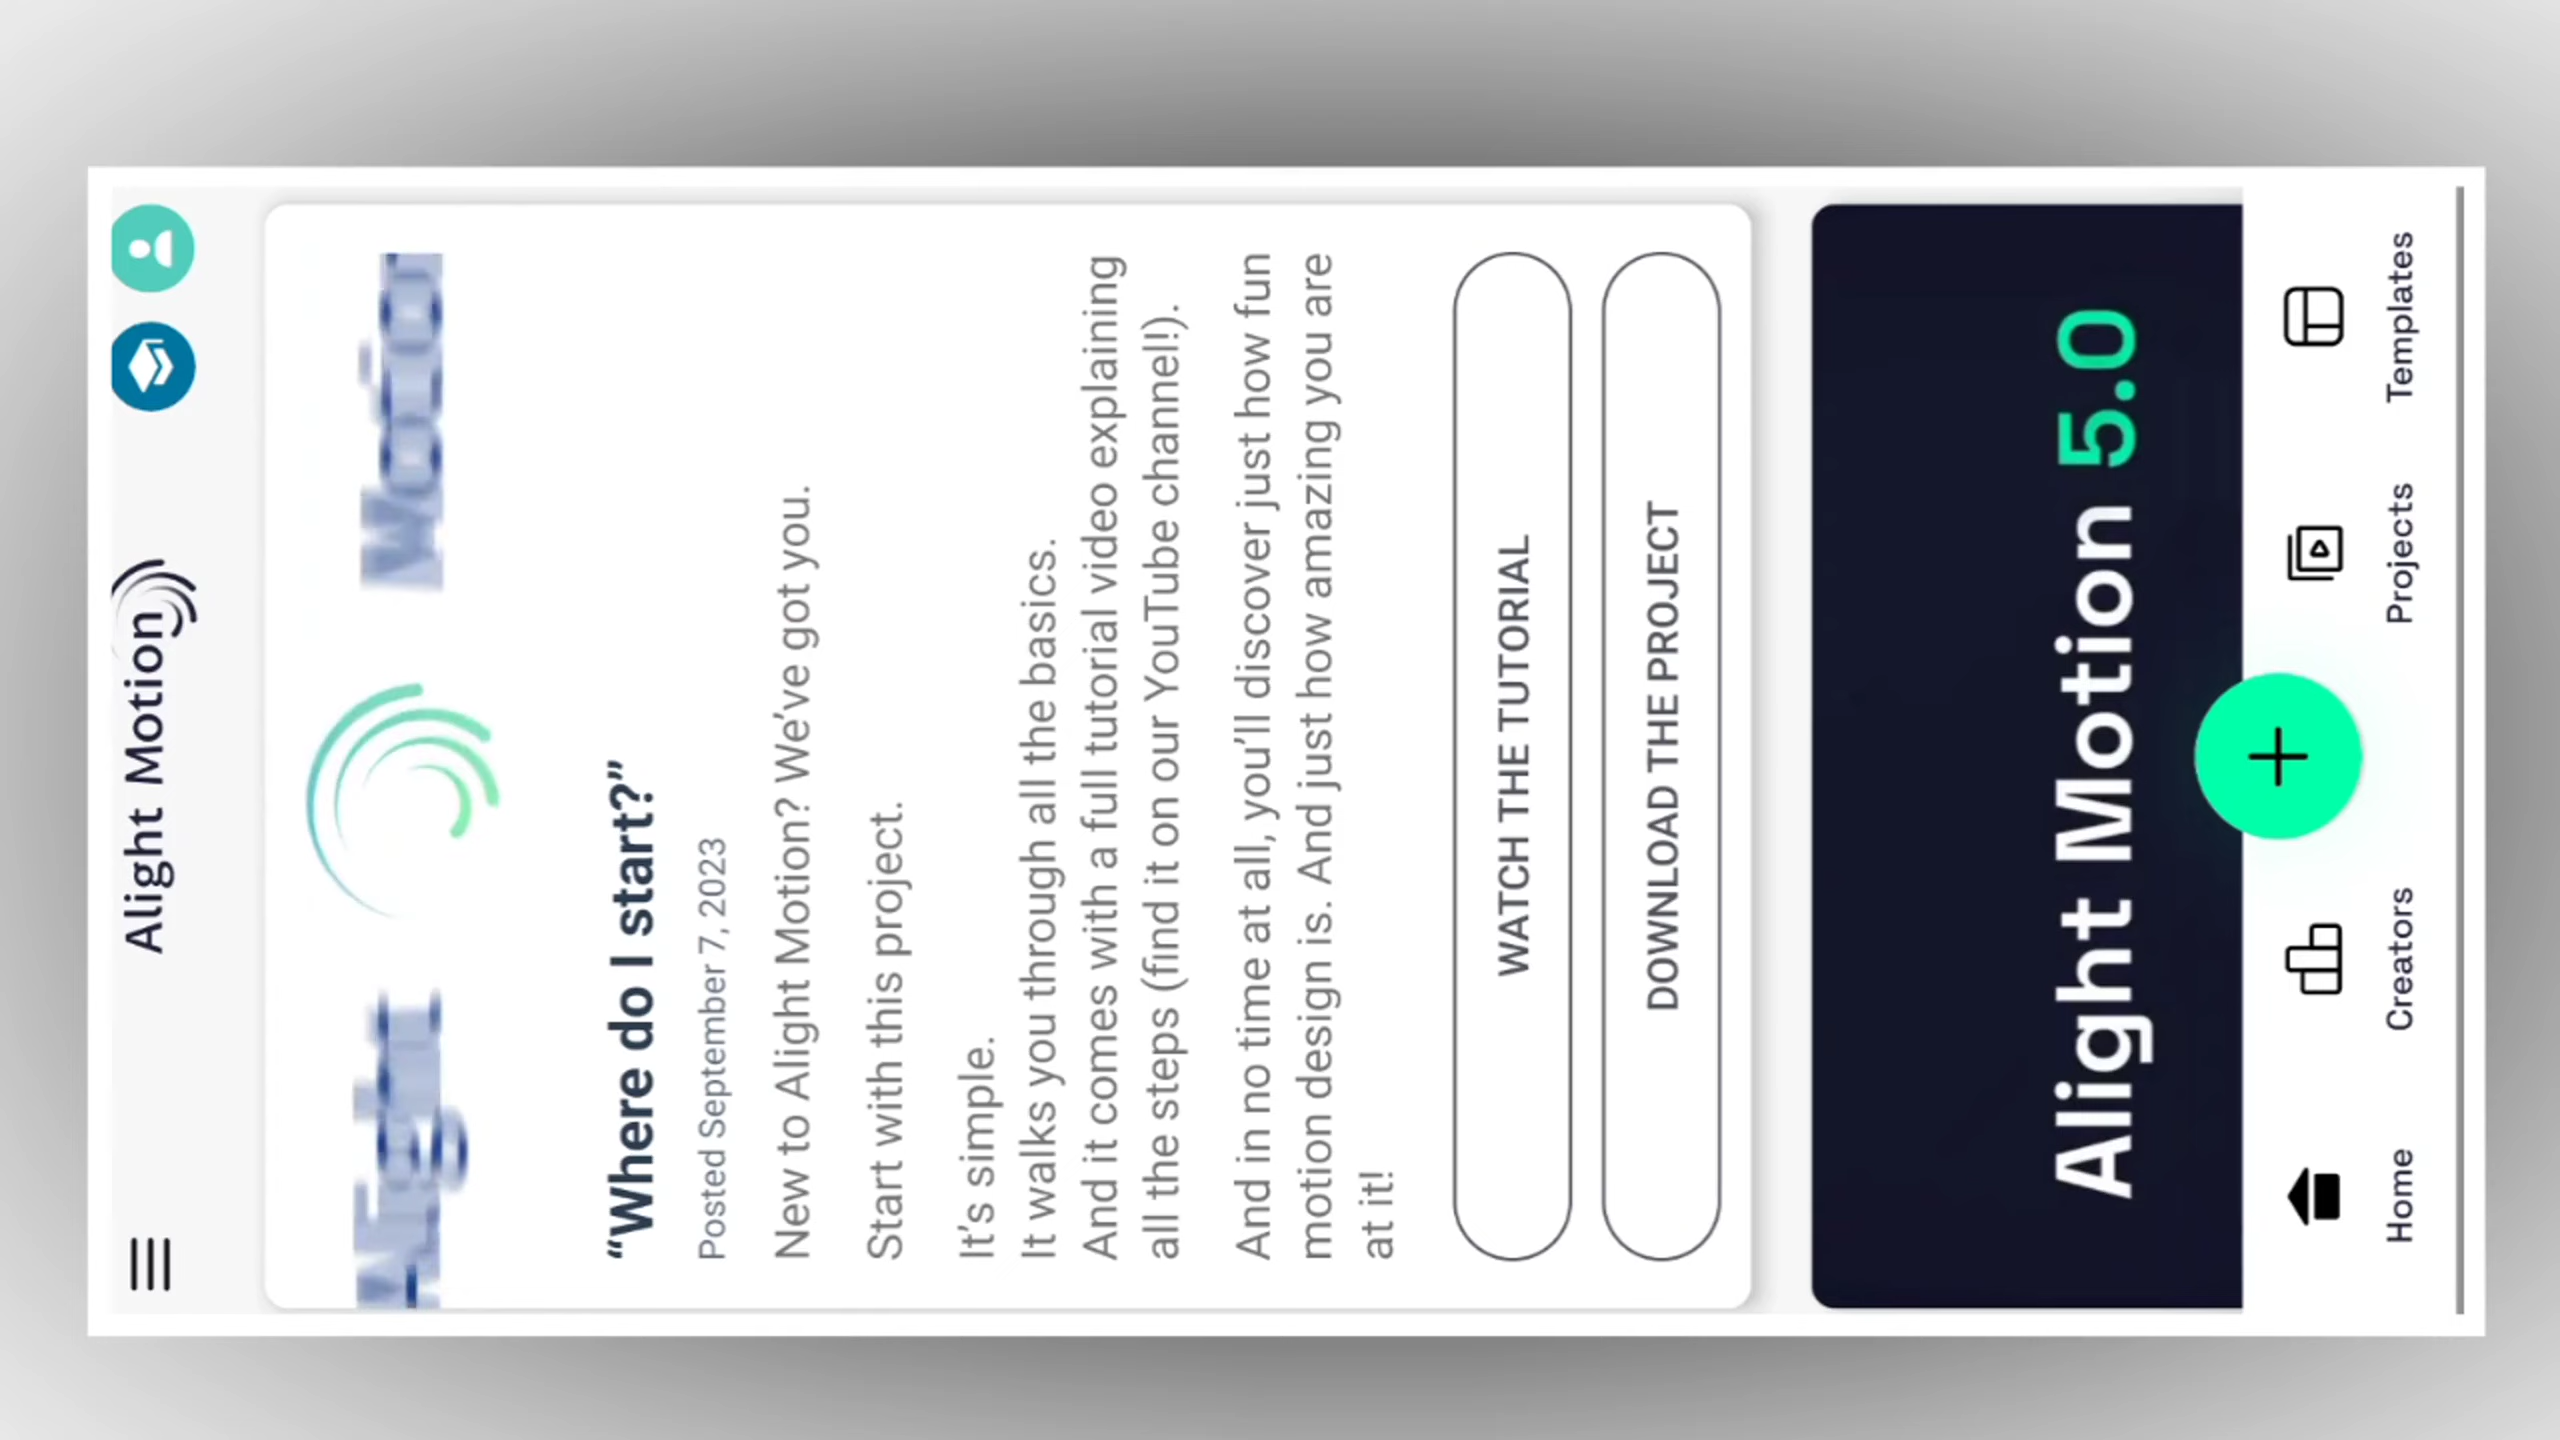 Alight Motion
“Where do I start?”
Posted September 7, 2023
New to Alight Motion? We’ve got you.
Start with this project.
It’s simple.
It walks you through all the basics.
And it comes with a full tutorial video explaining
all the steps (find it on our YouTube channel!).
And in no time at all, you’ll discover just how fun
motion design is. And just how amazing you are
at it!
WATCH THE TUTORIAL
DOWNLOAD THE PROJECT
Alight Motion 5.0
Home
Creators
Projects
Templates